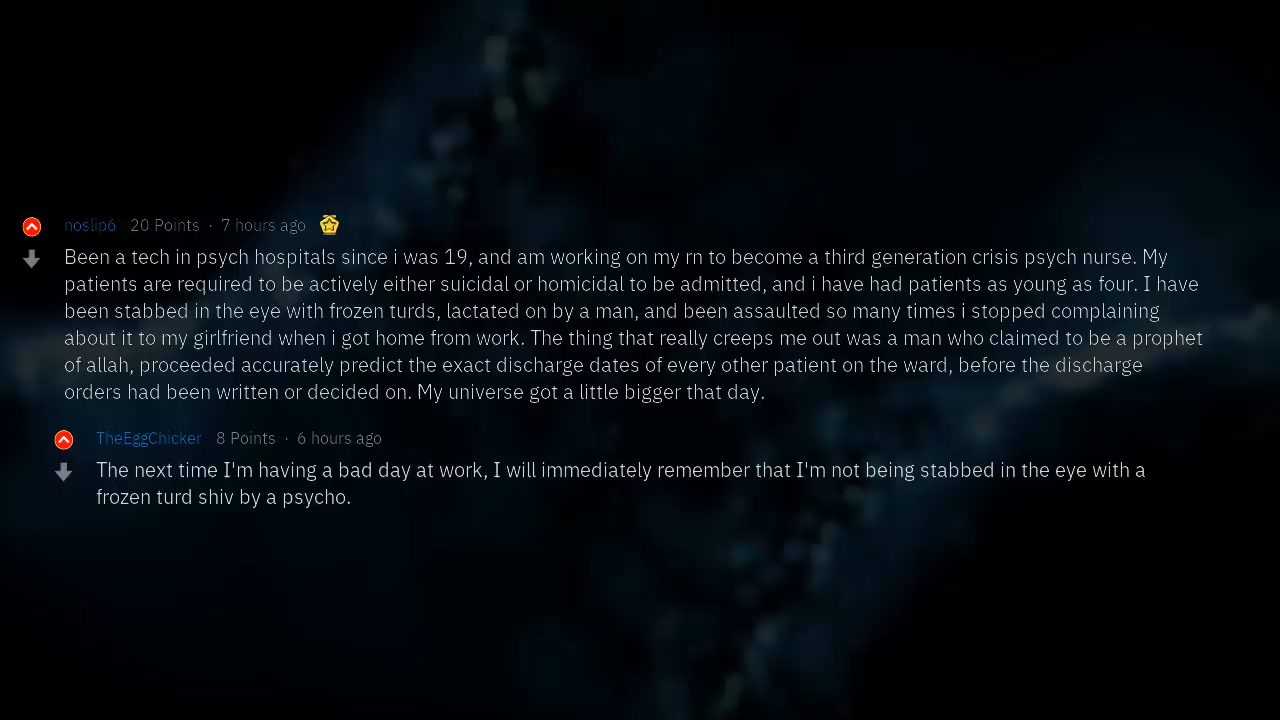 noslip6 20 Points · 7 hours ago
Been a tech in psych hospitals since i was 19, and am working on my rn to become a third generation crisis psych nurse. My
patients are required to be actively either suicidal or homicidal to be admitted, and i have had patients as young as four. I have
been stabbed in the eye with frozen turds, lactated on by a man, and been assaulted so many times i stopped complaining
about it to my girlfriend when i got home from work. The thing that really creeps me out was a man who claimed to be a prophet
of allah, proceeded accurately predict the exact discharge dates of every other patient on the ward, before the discharge
orders had been written or decided on. My universe got a little bigger that day.
TheEggChicker 8 Points · 6 hours ago
The next time I'm having a bad day at work, I will immediately remember that I'm not being stabbed in the eye with a
frozen turd shiv by a psycho.